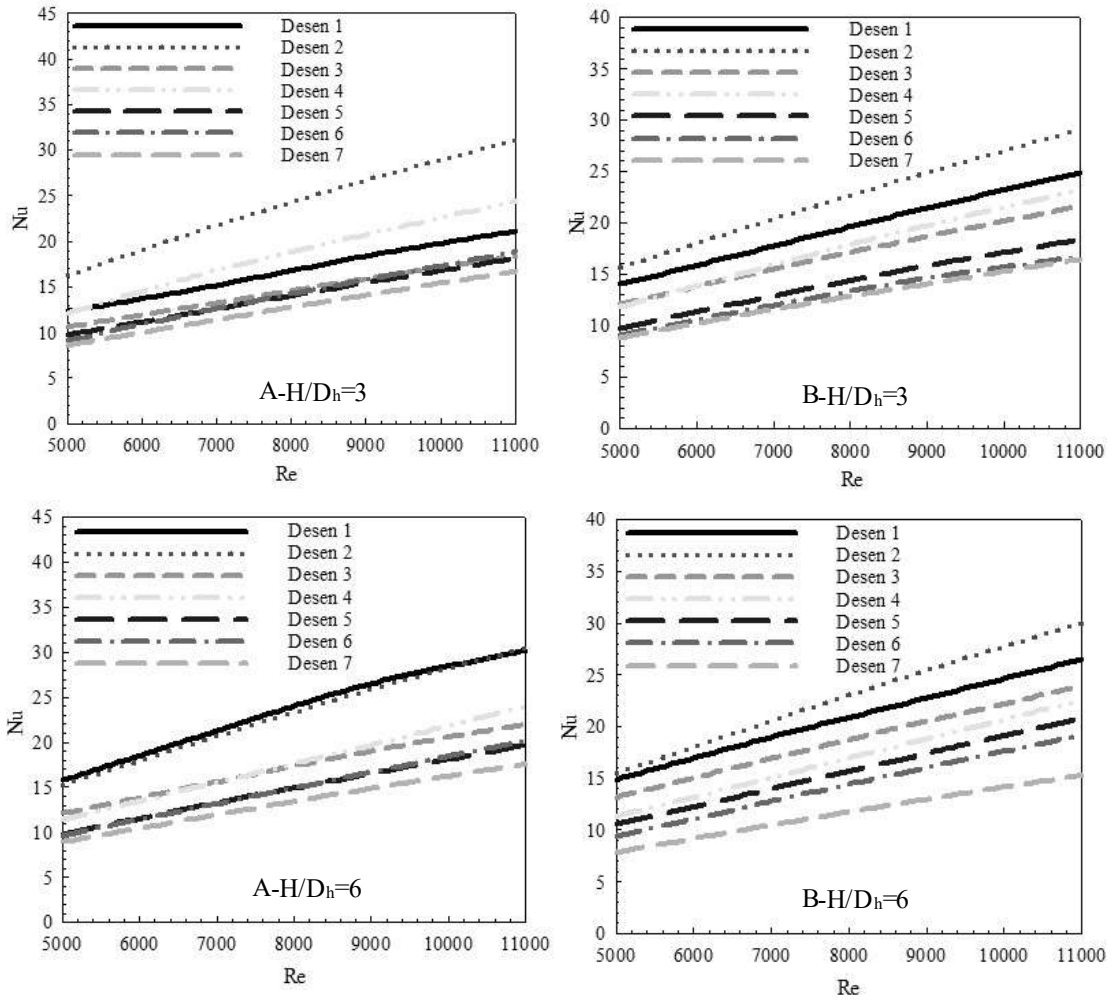 45
40
35
30
25
20
15
10
5
0
Nu
Desen 1
Desen 2
Desen 3
Desen 4
Desen 5
Desen 6
Desen 7
A-H/Dh=3
5000 6000 7000 8000 9000 10000 11000
Re
40
35
30
25
20
15
10
5
0
Nu
Desen 1
Desen 2
Desen 3
Desen 4
Desen 5
Desen 6
Desen 7
B-H/Dh=3
5000 6000 7000 8000 9000 10000 11000
Re
45
40
35
30
25
20
15
10
5
0
Nu
Desen 1
Desen 2
Desen 3
Desen 4
Desen 5
Desen 6
Desen 7
A-H/Dh=6
5000 6000 7000 8000 9000 10000 11000
Re
40
35
30
25
20
15
10
5
0
Nu
Desen 1
Desen 2
Desen 3
Desen 4
Desen 5
Desen 6
Desen 7
B-H/Dh=6
5000 6000 7000 8000 9000 10000 11000
Re